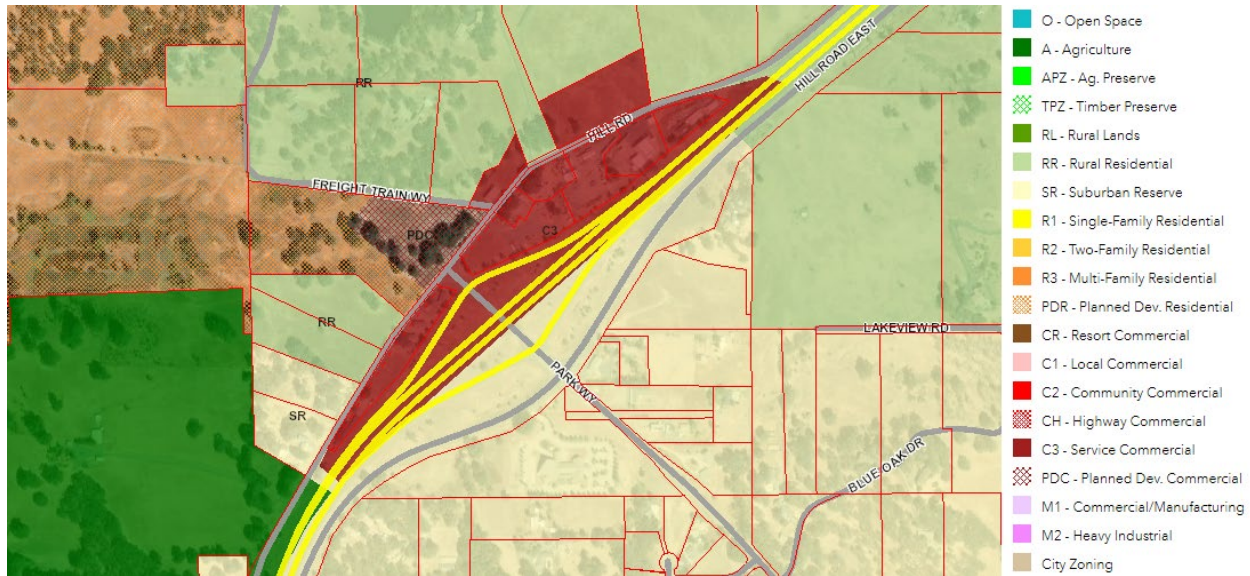 HILL ROAD EAST
RR
HILL RD
FREIGHT TRAIN WY
PDC
C3
RR
LAKEVIEW RD
PARK WY
SR
BLUE OAK DR
O - Open Space
A - Agriculture
APZ - Ag. Preserve
TPZ - Timber Preserve
RL - Rural Lands
RR - Rural Residential
SR - Suburban Reserve
R1 - Single-Family Residential
R2 - Two-Family Residential
R3 - Multi-Family Residential
PDR - Planned Dev. Residential
CR - Resort Commercial
C1 - Local Commercial
C2 - Community Commercial
CH - Highway Commercial
C3 - Service Commercial
PDC - Planned Dev. Commercial
M1 - Commercial/Manufacturing
M2 - Heavy Industrial
City Zoning